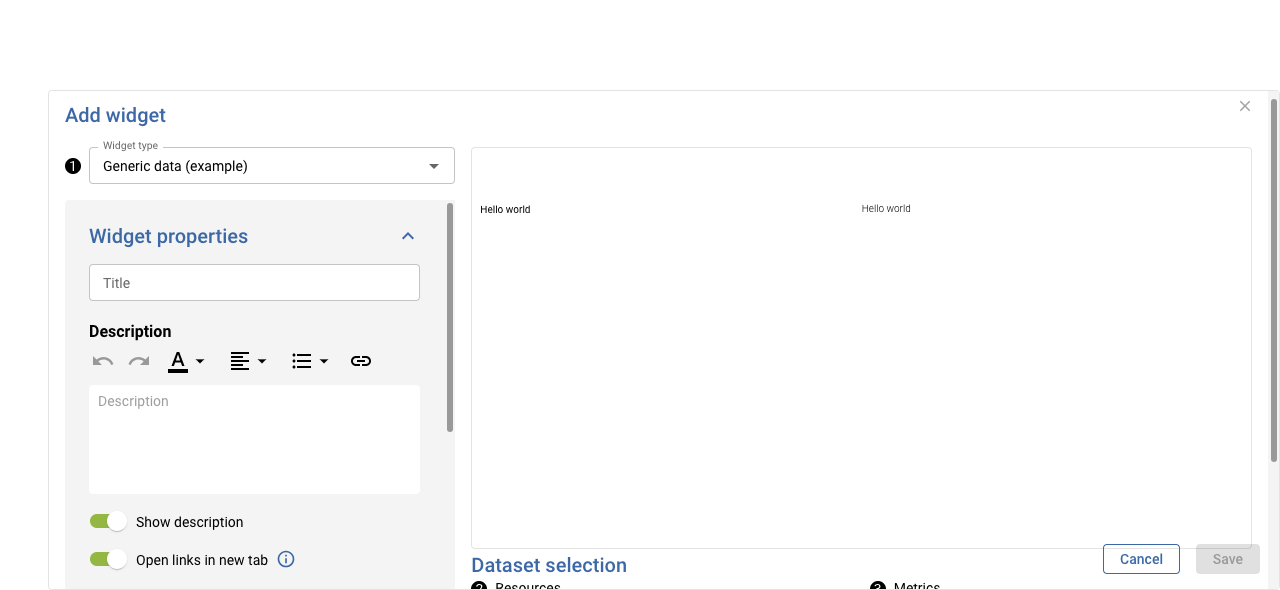 Add widget
Widget type
1 Generic data (example)
Widget properties
Title
Description
A
Description
Show description
Open links in new tab
Hello world
Hello world
Dataset selection
Cancel
Save
2 Resources
3 Metrics